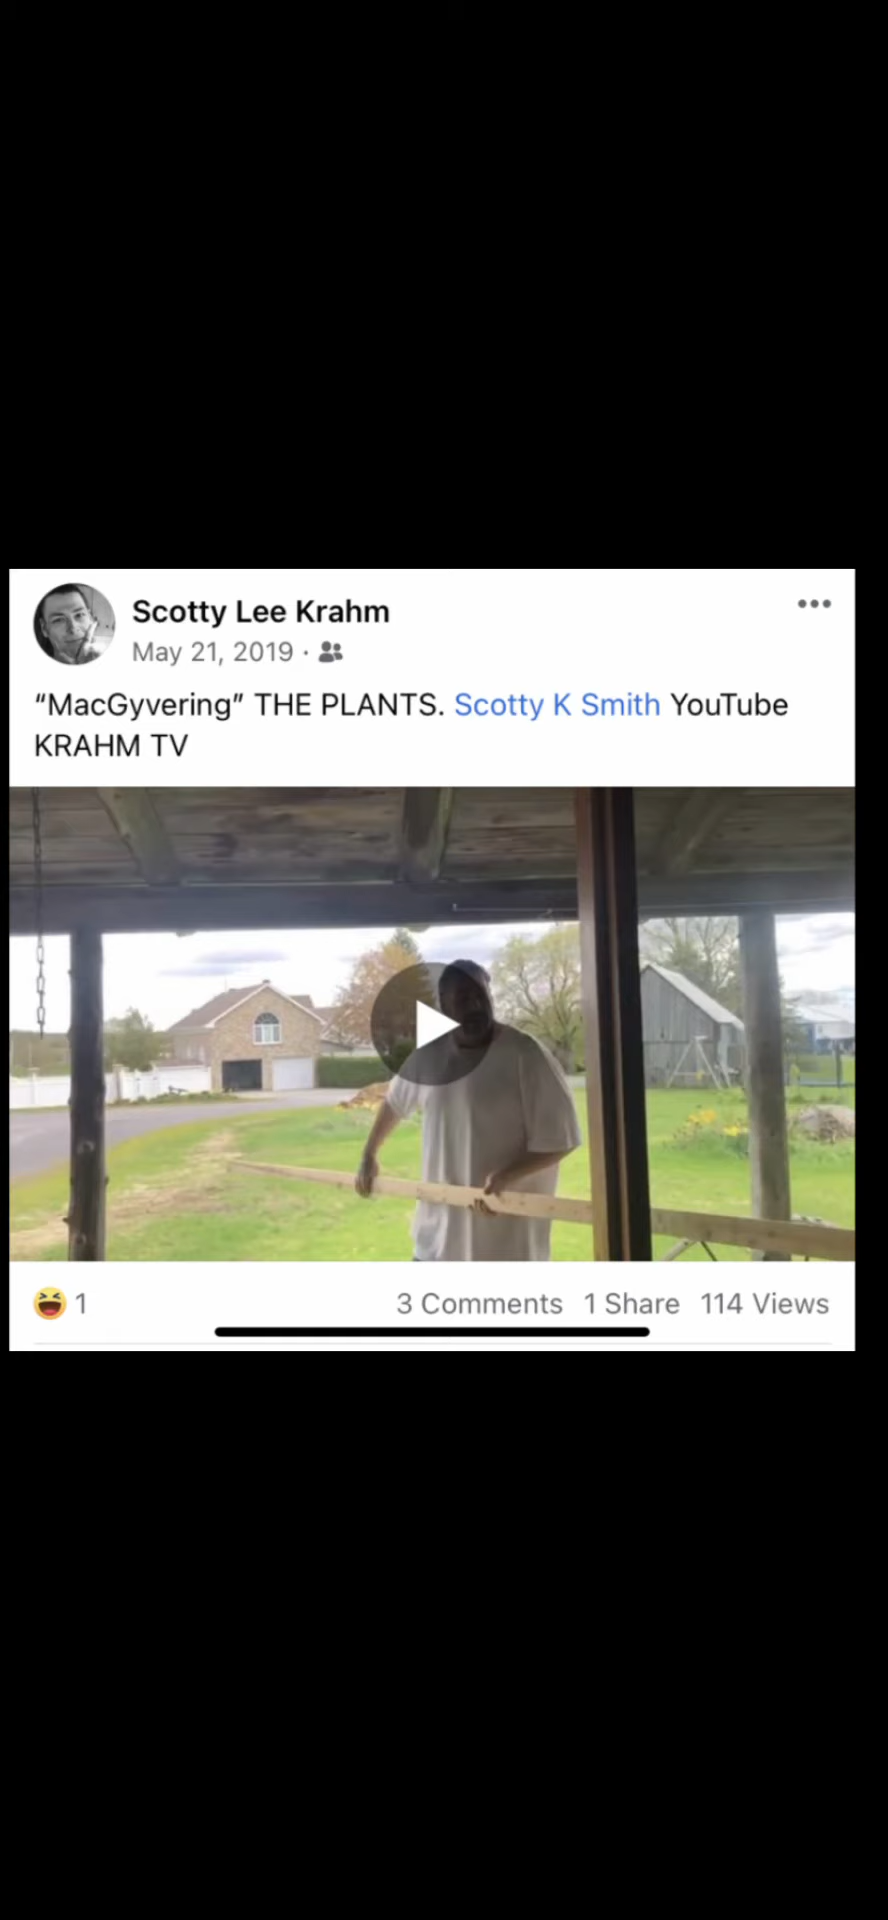 Scotty Lee Krahm
May 21, 2019 ·
“MacGyvering” THE PLANTS. Scotty K Smith YouTube
KRAHM TV
1 3 Comments 1 Share 114 Views